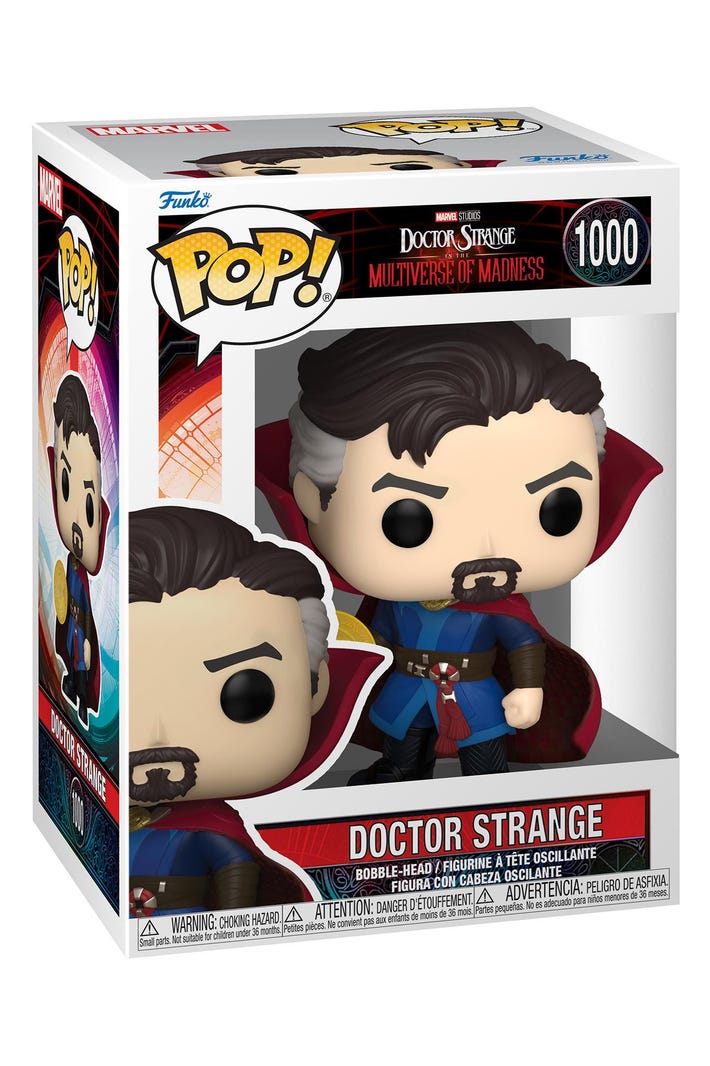 MARVEL
POP!
Funko
MARVEL
POP!
DOCTOR STRANGE
1000
Funko
POP!®
MARVEL STUDIOS
DOCTOR STRANGE
IN THE
MULTIVERSE OF MADNESS
1000
DOCTOR STRANGE
BOBBLE-HEAD / FIGURINE À TÊTE OSCILLANTE
FIGURA CON CABEZA OSCILANTE
⚠ WARNING: CHOKING HAZARD.
Small parts. Not suitable for children under 36 months.
⚠ ATTENTION: DANGER D'ÉTOUFFEMENT.
Petites pièces. Ne convient pas aux enfants de moins de 36 mois.
⚠ ADVERTENCIA: PELIGRO DE ASFIXIA.
Partes pequeñas. No es adecuado para niños menores de 36 meses.